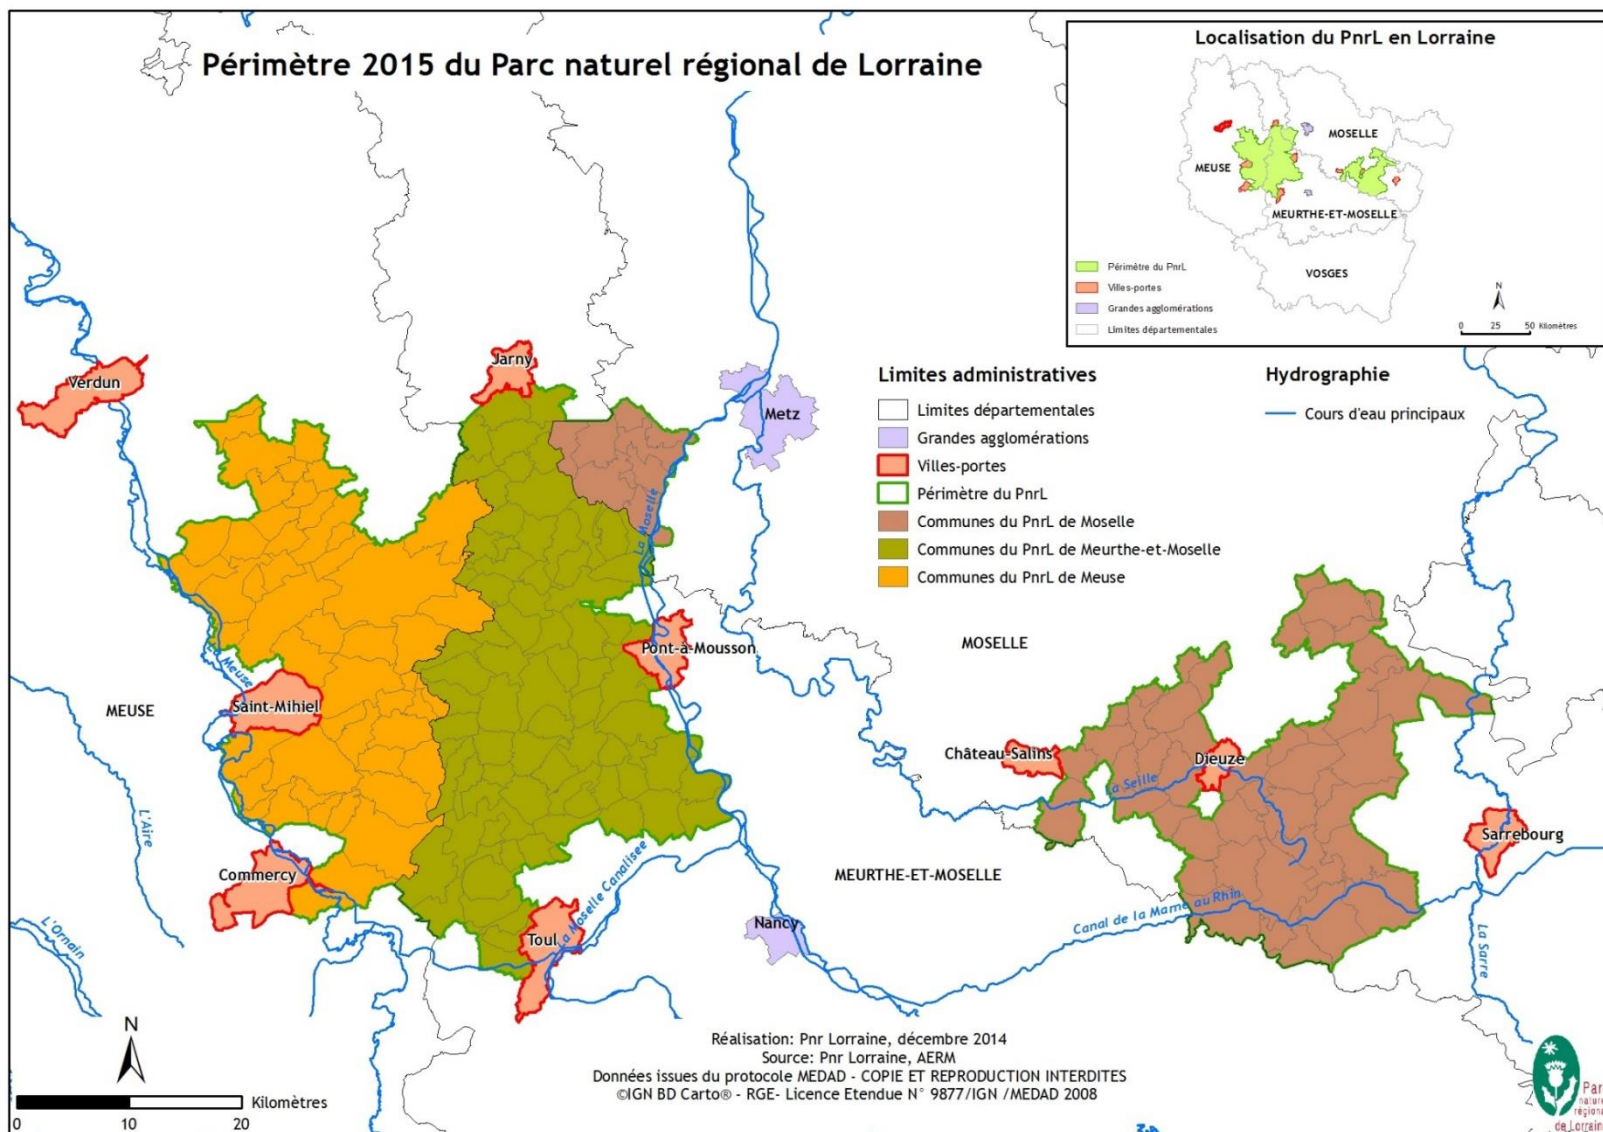 Périmètre 2015 du Parc naturel régional de Lorraine
Localisation du PnrL en Lorraine
MOSELLE
MEUSE
MEURTHE-ET-MOSELLE
VOSGES
Périmètre du PnrL
Villes-portes
Grandes agglomérations
Limites départementales
N
0 25 50 Kilomètres
Limites administratives
Limites départementales
Grandes agglomérations
Villes-portes
Périmètre du PnrL
Communes du PnrL de Moselle
Communes du PnrL de Meurthe-et-Moselle
Communes du PnrL de Meuse
Hydrographie
Cours d'eau principaux
Verdun
Jarny
Metz
La Moselle
Pont-à-Mousson
MOSELLE
La Meuse
Saint-Mihiel
MEUSE
Château-Salins
Dieuze
La Seille
L'Aire
Sarrebourg
Commercy
La Moselle Canalisee
MEURTHE-ET-MOSELLE
L'Ornain
Toul
Nancy
Canal de la Marne au Rhin
La Sarre
N
Kilomètres
0 10 20
Réalisation: Pnr Lorraine, décembre 2014
Source: Pnr Lorraine, AERM
Données issues du protocole MEDAD - COPIE ET REPRODUCTION INTERDITES
©IGN BD Carto® - RGE- Licence Etendue N° 9877/IGN /MEDAD 2008
Par
nature
régiona
de Lorrain